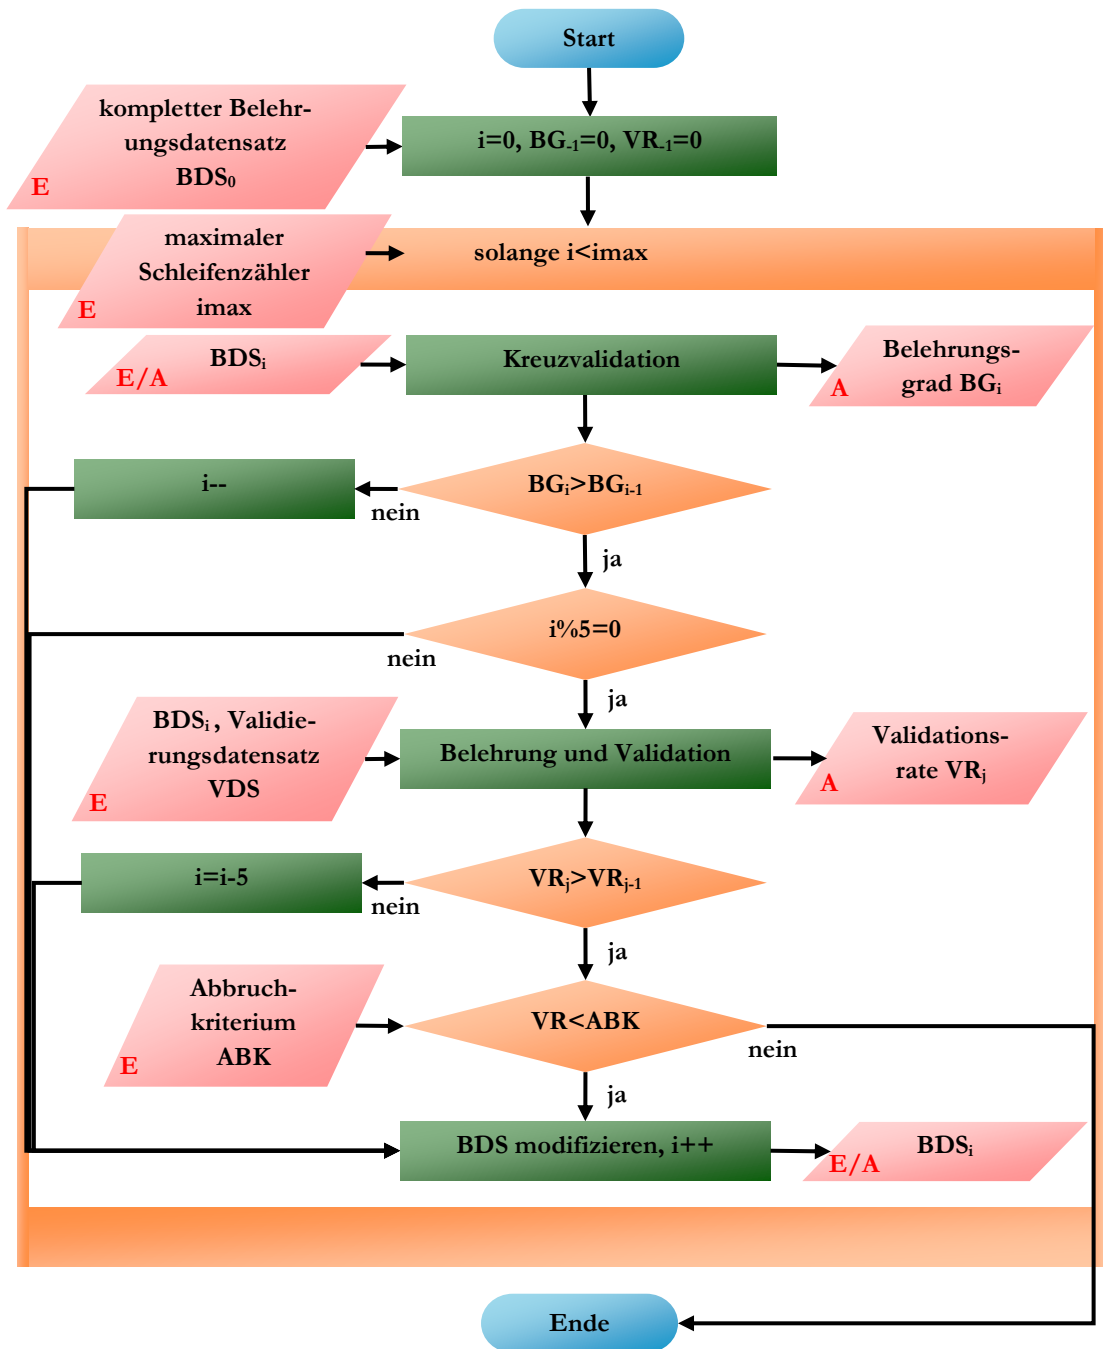 Start
kompletter Belehr-
ungsdatensatz
BDS₀
E
i=0, BG₋₁=0, VR₋₁=0
maximaler
Schleifenzähler
imax
E
solange i<imax
BDSᵢ
E/A
Kreuzvalidation
Belehrungs-
grad BGᵢ
A
BGᵢ>BGᵢ₋₁
nein
i--
ja
i%5=0
nein
ja
BDSᵢ , Validie-
rungsdatensatz
VDS
E
Belehrung und Validation
Validations-
rate VRⱼ
A
VRⱼ>VRⱼ₋₁
nein
i=i-5
ja
Abbruch-
kriterium
ABK
E
VR<ABK
nein
ja
BDS modifizieren, i++
BDSᵢ
E/A
Ende